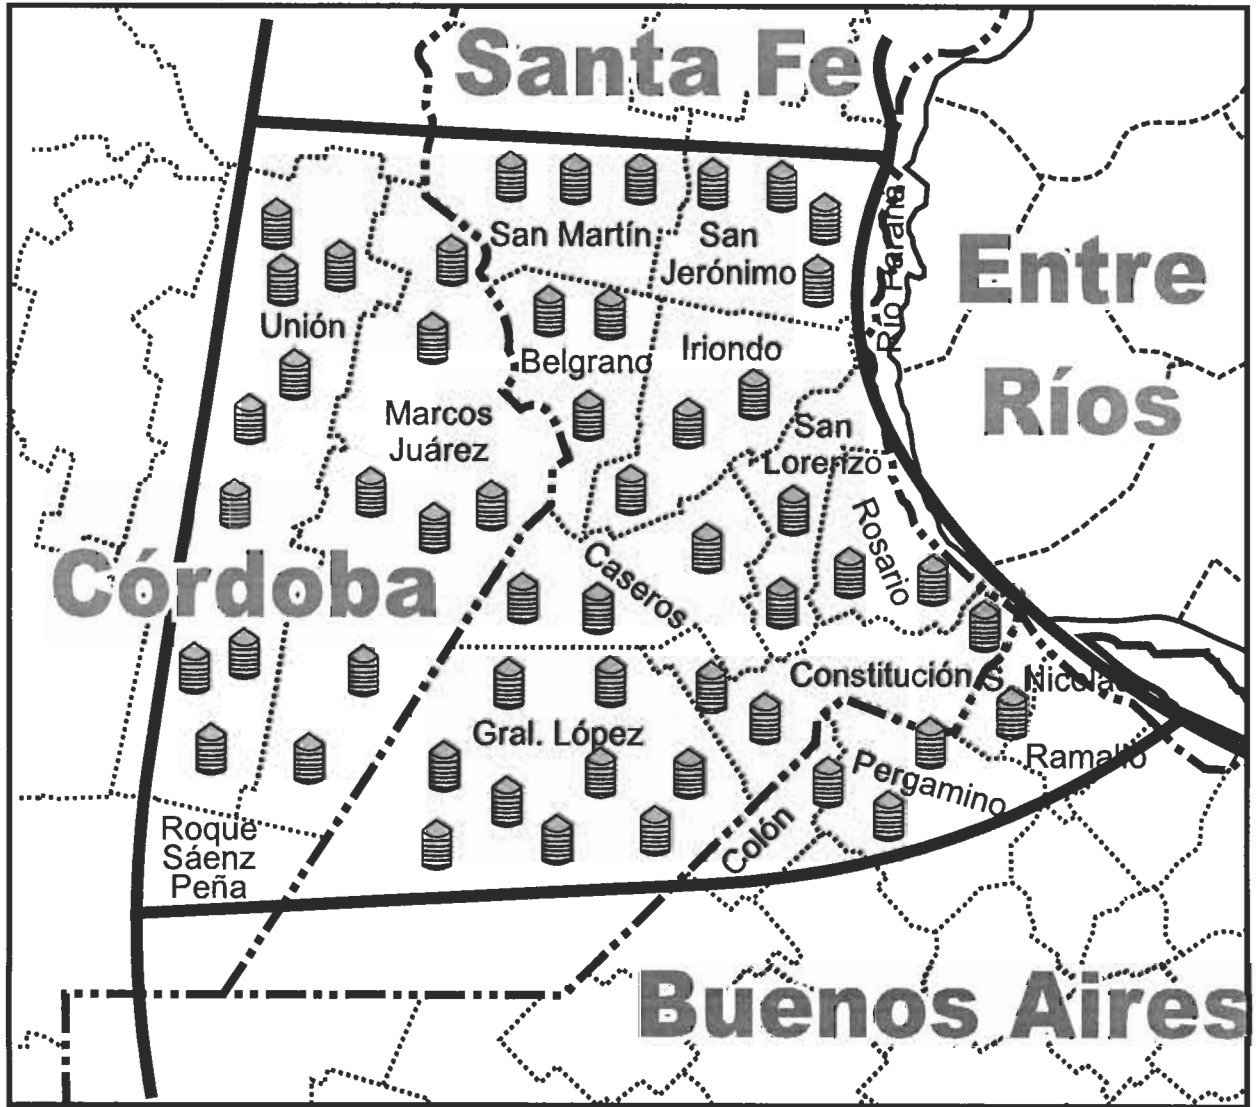 Santa Fe
Río Paraná
San Martín
San
Jerónimo
Entre
Ríos
Unión
Belgrano
Iriondo
Marcos
Juárez
San
Lorenzo
Rosario
Córdoba
Caseros
Constitución
S. Nicolás
Gral. López
Ramallo
Pergamino
Colón
Roque
Sáenz
Peña
Buenos Aires